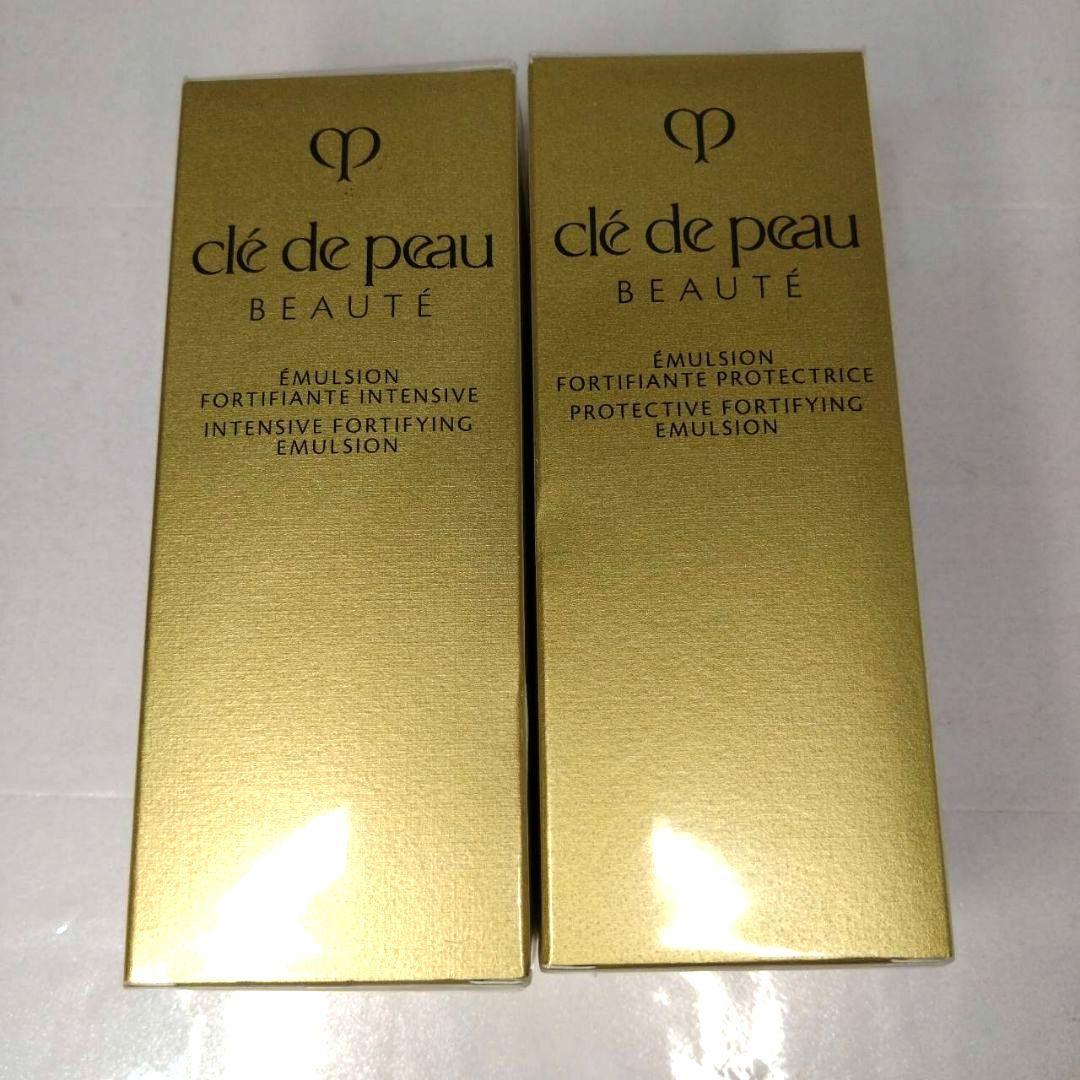 clé de peau
BEAUTÉ
ÉMULSION
FORTIFIANTE INTENSIVE
INTENSIVE FORTIFYING
EMULSION
clé de peau
BEAUTÉ
ÉMULSION
FORTIFIANTE PROTECTRICE
PROTECTIVE FORTIFYING
EMULSION